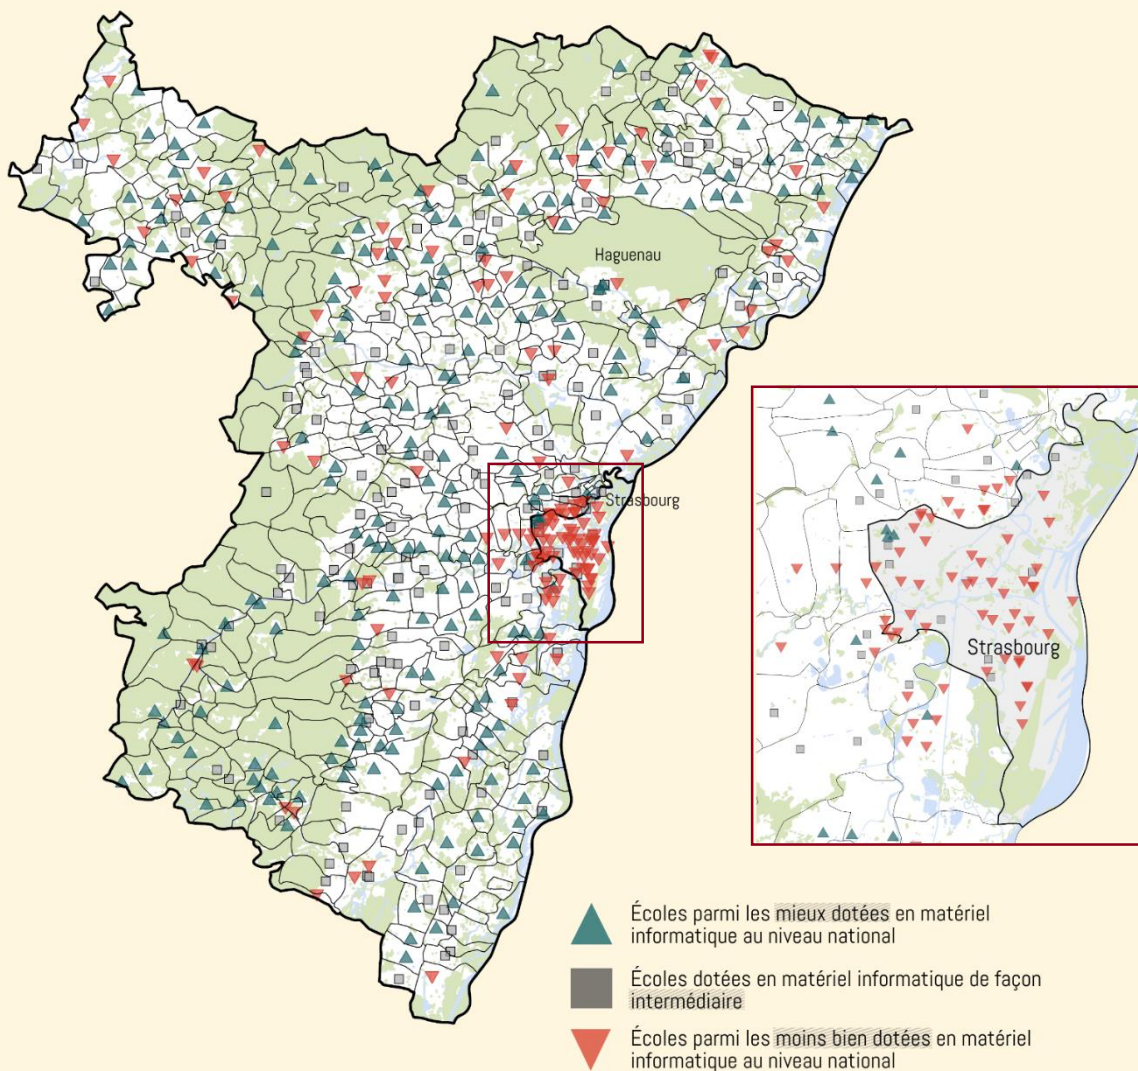 Haguenau
Strasbourg
Strasbourg
Écoles parmi les mieux dotées en matériel
informatique au niveau national
Écoles dotées en matériel informatique de façon
intermédiaire
Écoles parmi les moins bien dotées en matériel
informatique au niveau national